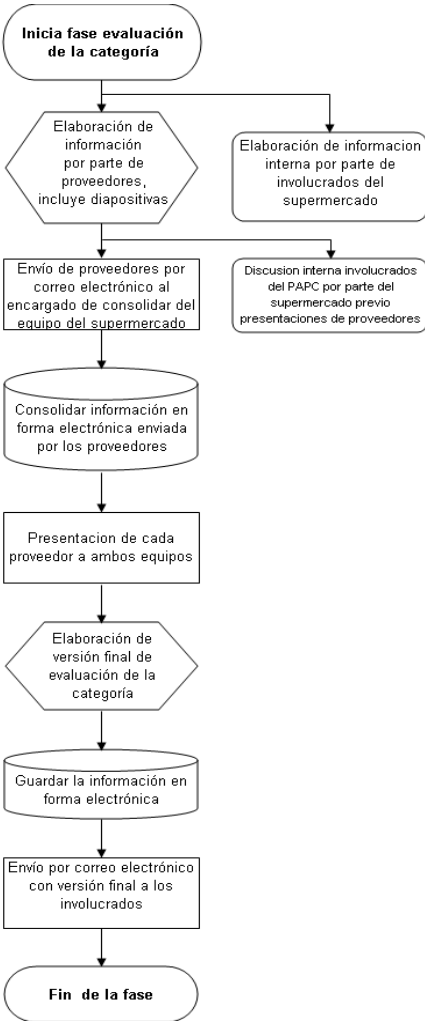 Inicia fase evaluación
de la categoría
Elaboración de
información
por parte de
proveedores,
incluye diapositivas
Elaboración de informacion
interna por parte de
involucrados del
supermercado
Envío de proveedores por
correo electrónico al
encargado de consolidar del
equipo del supermercado
Discusion interna involucrados
del PAPC por parte del
supermercado previo
presentaciones de proveedores
Consolidar información en
forma electrónica enviada
por los proveedores
Presentacion de cada
proveedor a ambos equipos
Elaboración de
versión final de
evaluación de la
categoría
Guardar la información en
forma electrónica
Envío por correo electrónico
con versión final a los
involucrados
Fin de la fase